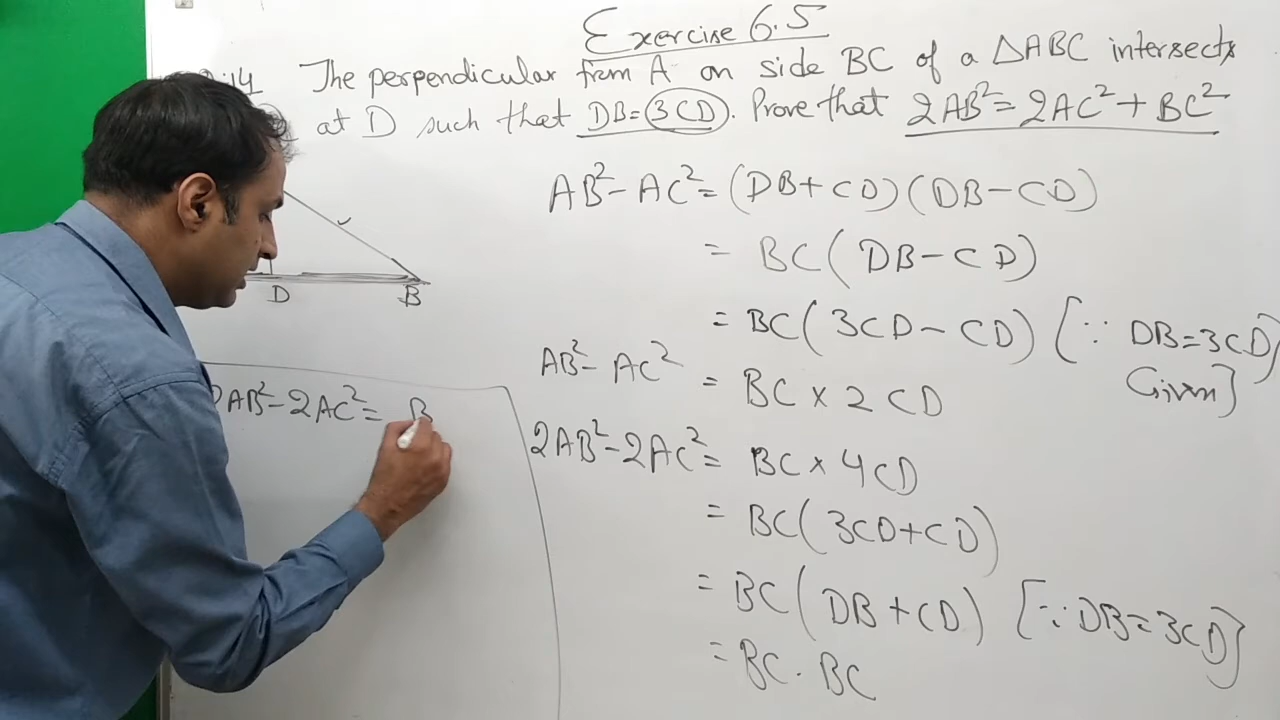 Exercise 6.5
14 The perpendicular from A on side BC of a △ABC intersects
at D such that DB=3CD. Prove that 2AB²=2AC²+BC²
D B
AB²-AC²=(DB+CD)(DB-CD)
= BC(DB-CD)
= BC(3CD-CD) [∵ DB=3CD
Given]
AB²-AC² = BC×2CD
2AB²-2AC²= BC×4CD
= BC(3CD+CD)
= BC(DB+CD) [∵DB=3CD]
= BC.BC
2AB²-2AC²= B